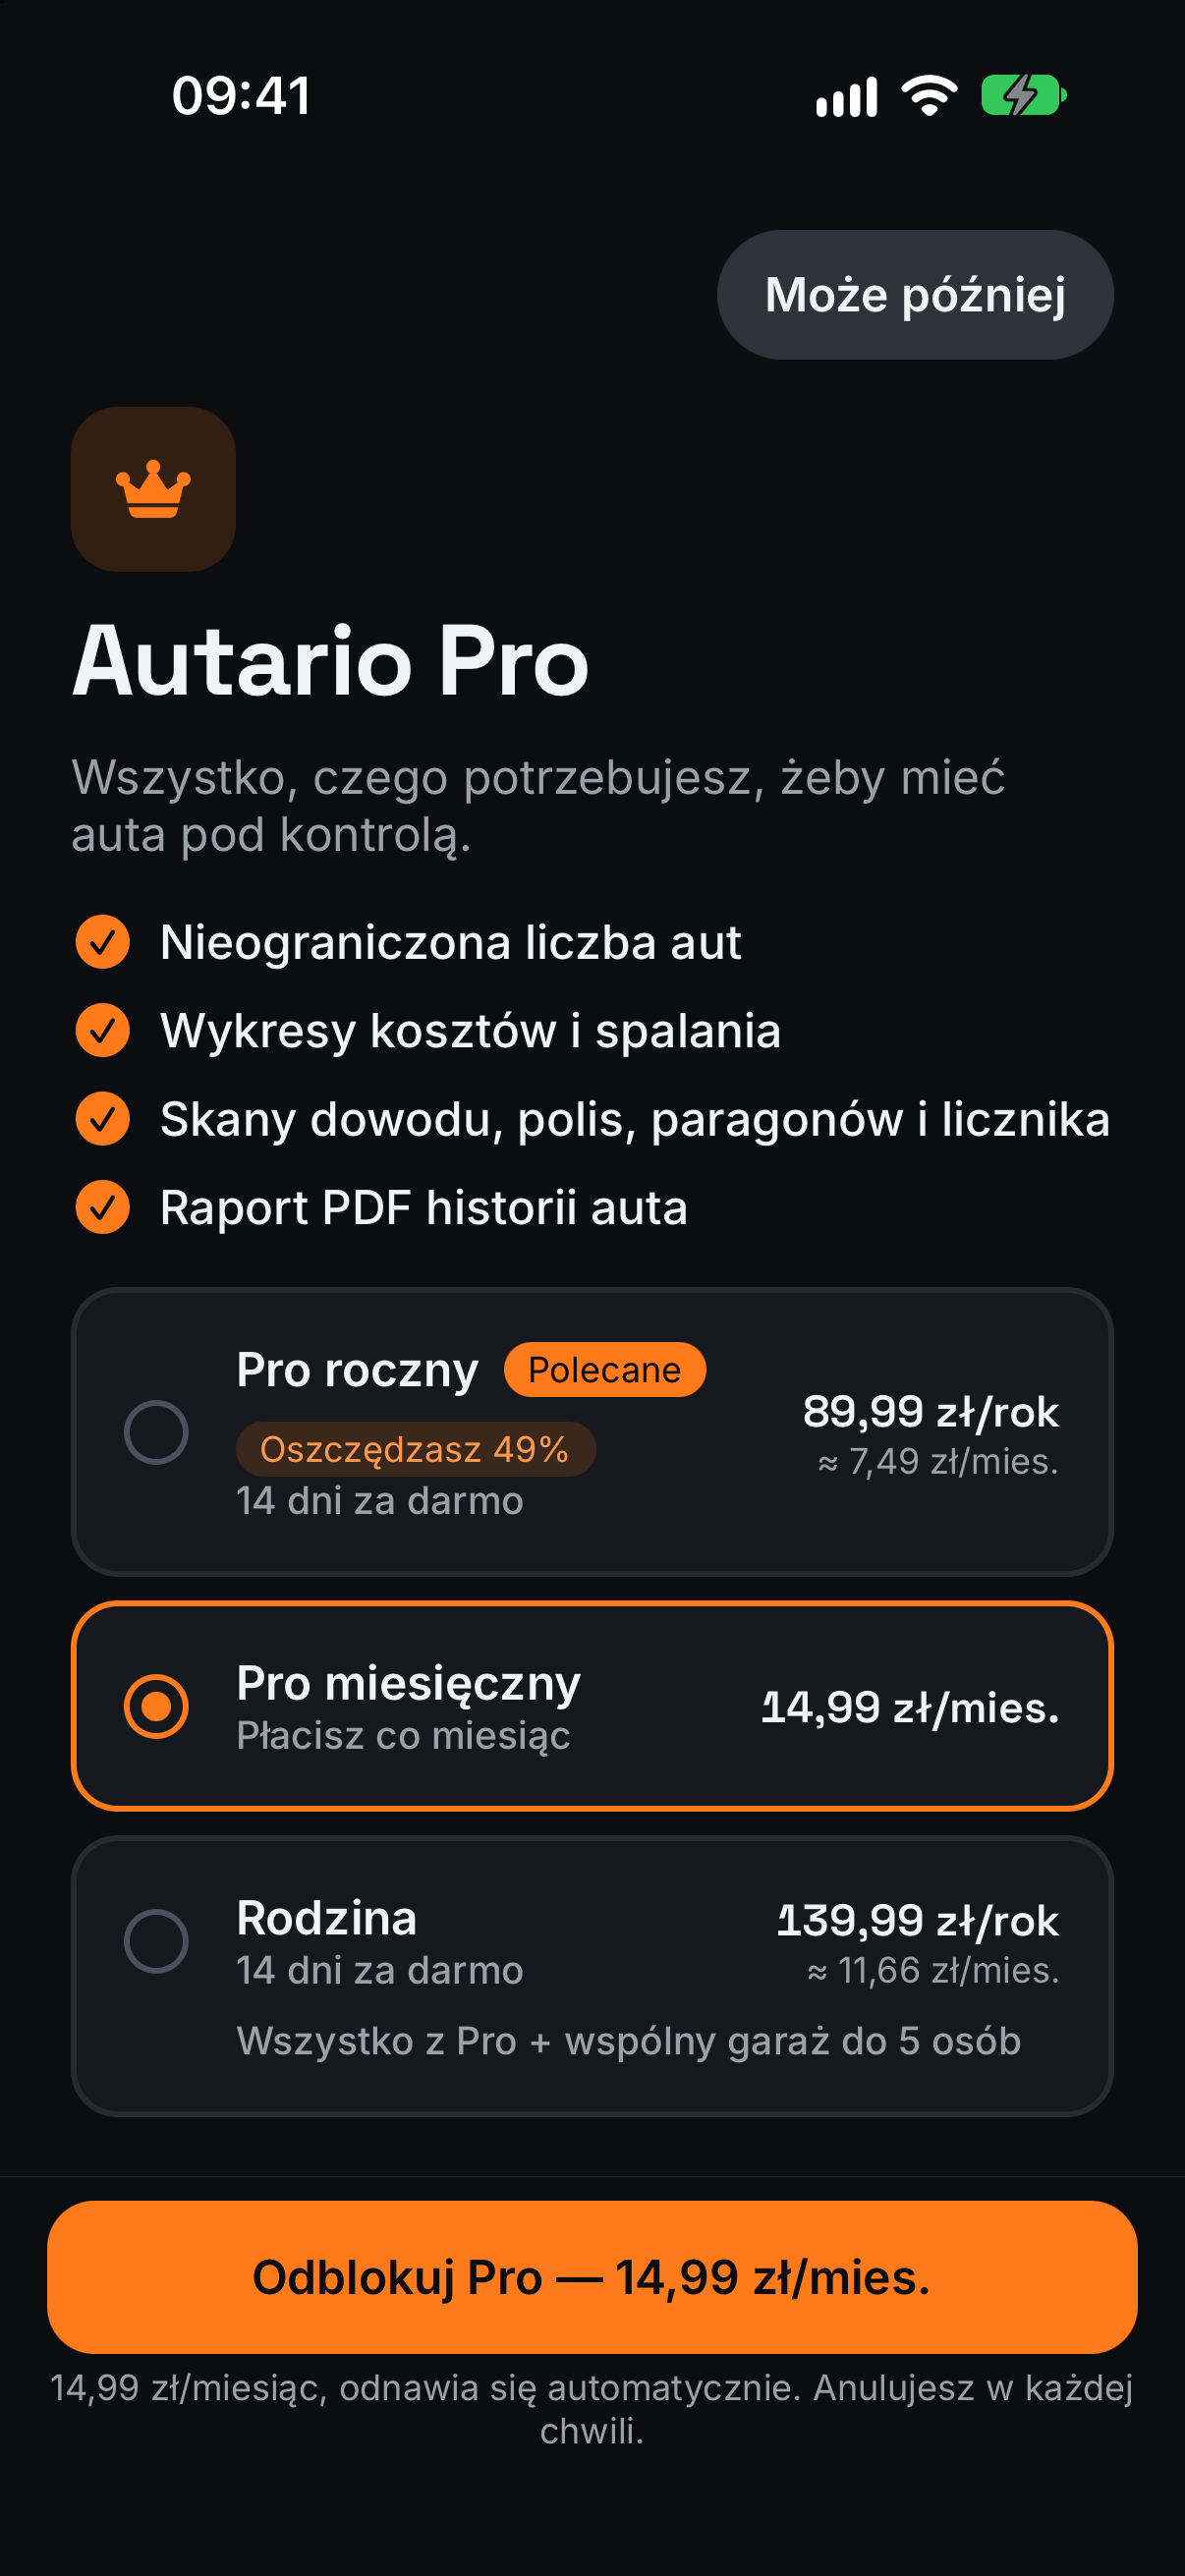 09:41
Może później
Autario Pro
Wszystko, czego potrzebujesz, żeby mieć
auta pod kontrolą.
Nieograniczona liczba aut
Wykresy kosztów i spalania
Skany dowodu, polis, paragonów i licznika
Raport PDF historii auta
Pro roczny Polecane
Oszczędzasz 49%
14 dni za darmo
89,99 zł/rok
≈ 7,49 zł/mies.
Pro miesięczny
Płacisz co miesiąc
14,99 zł/mies.
Rodzina
14 dni za darmo
139,99 zł/rok
≈ 11,66 zł/mies.
Wszystko z Pro + wspólny garaż do 5 osób
Odblokuj Pro — 14,99 zł/mies.
14,99 zł/miesiąc, odnawia się automatycznie. Anulujesz w każdej
chwili.